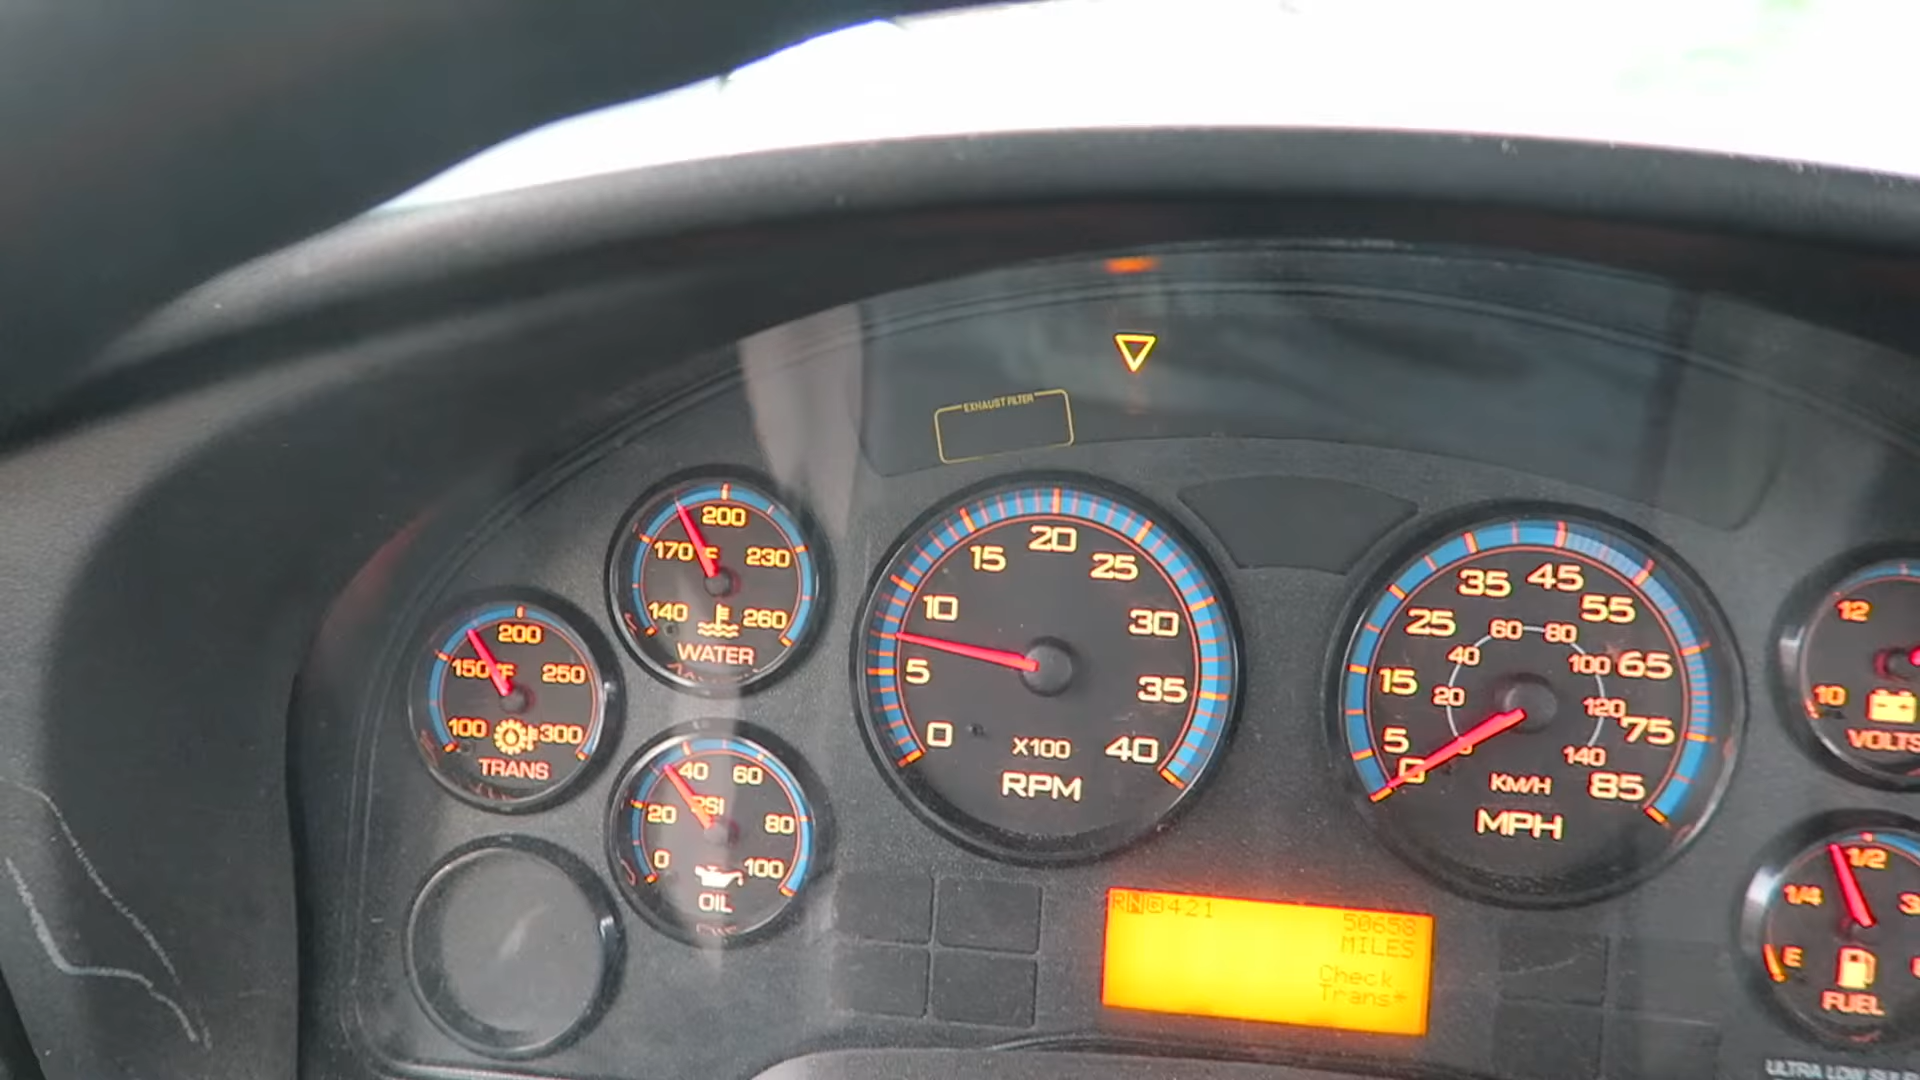 EXHAUST FILTER
200
170 °F 230
140 260
WATER
200
150 °F 250
100 300
TRANS
40 60
PSI
20 80
0 100
OIL
20
15 25
10 30
5 35
0 40
X100
RPM
35 45
25 55
15 65
5 75
0 85
60 80
40 100
20 120
140
KM/H
MPH
12
10
VOLTS
1/2
1/4
E
FUEL
RND421
50658
MILES
Check
Trans*